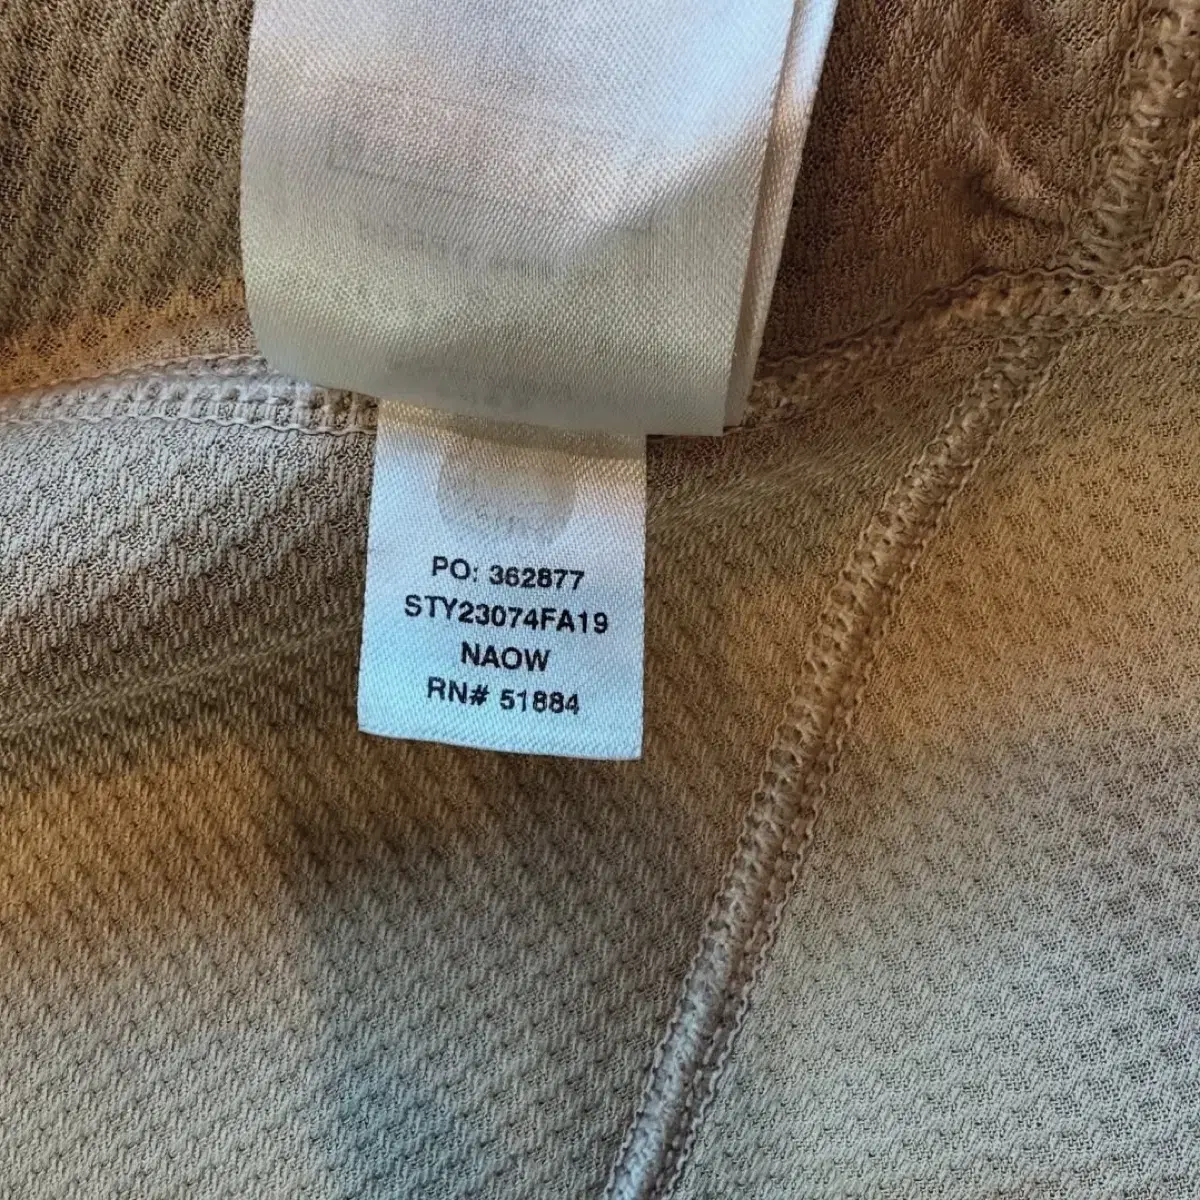 PO: 362877
STY23074FA19
NAOW
RN# 51884